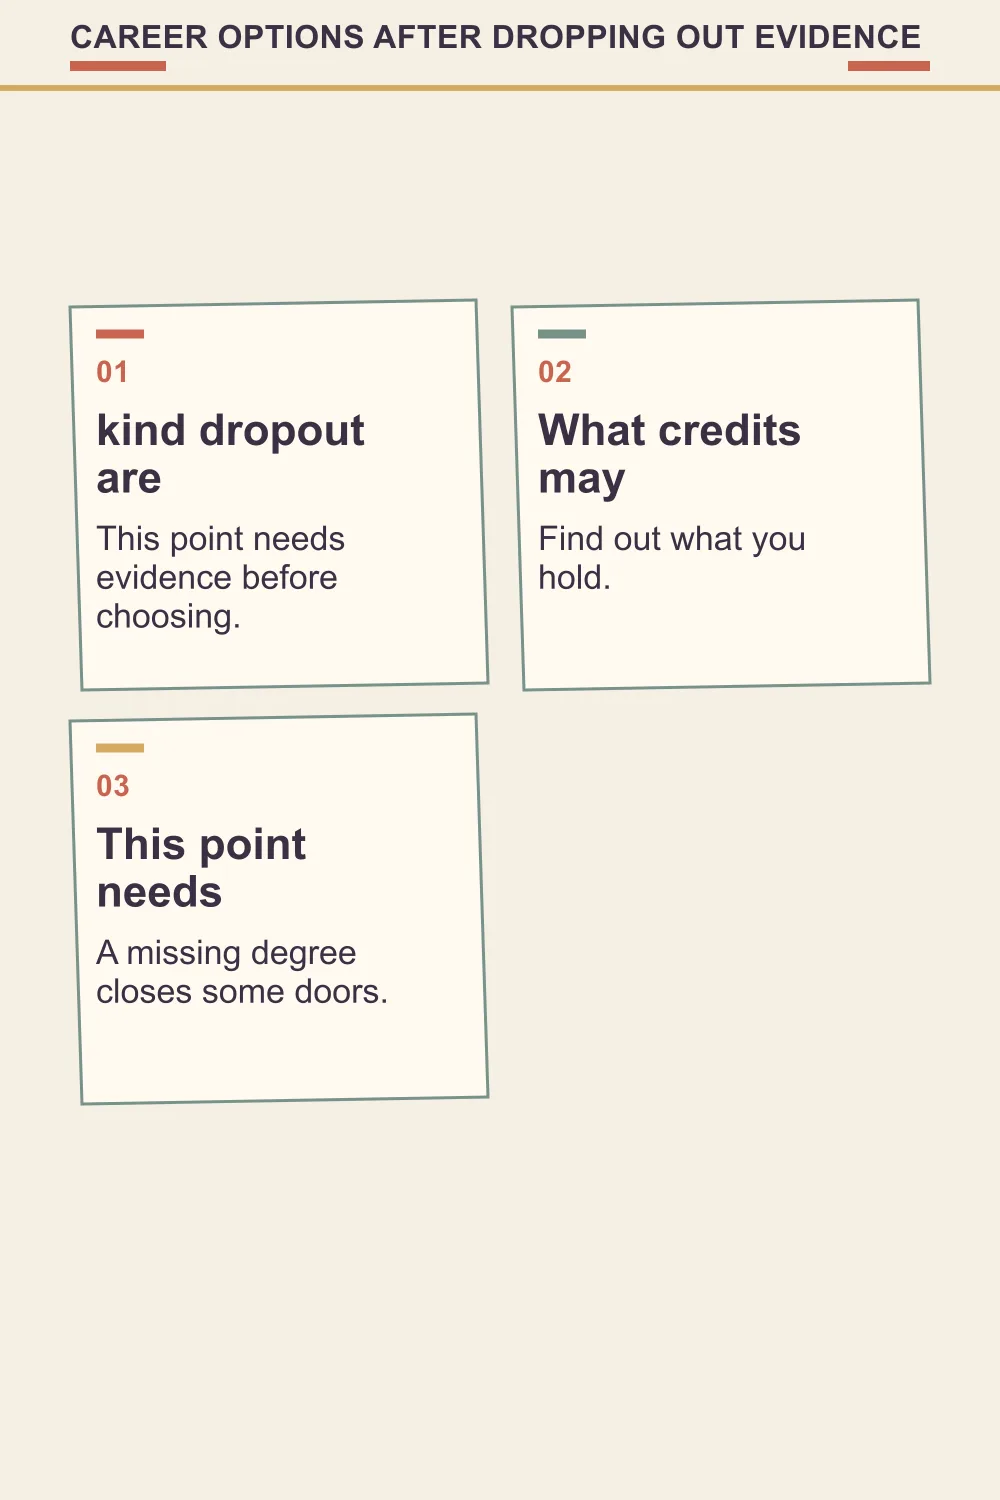 CAREER OPTIONS AFTER DROPPING OUT EVIDENCE
01
kind dropout
are
This point needs
evidence before
choosing.
02
What credits
may
Find out what you
hold.
03
This point
needs
A missing degree
closes some doors.